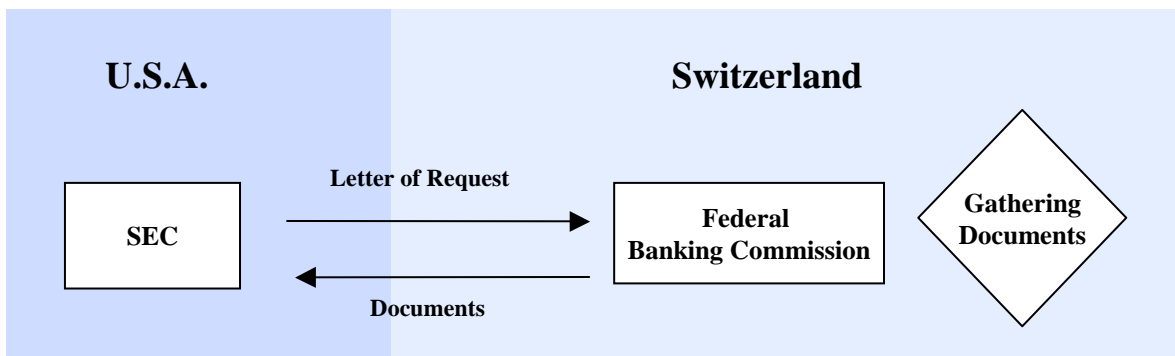 U.S.A.
Switzerland
Letter of Request
SEC
Federal
Banking Commission
Gathering
Documents
Documents